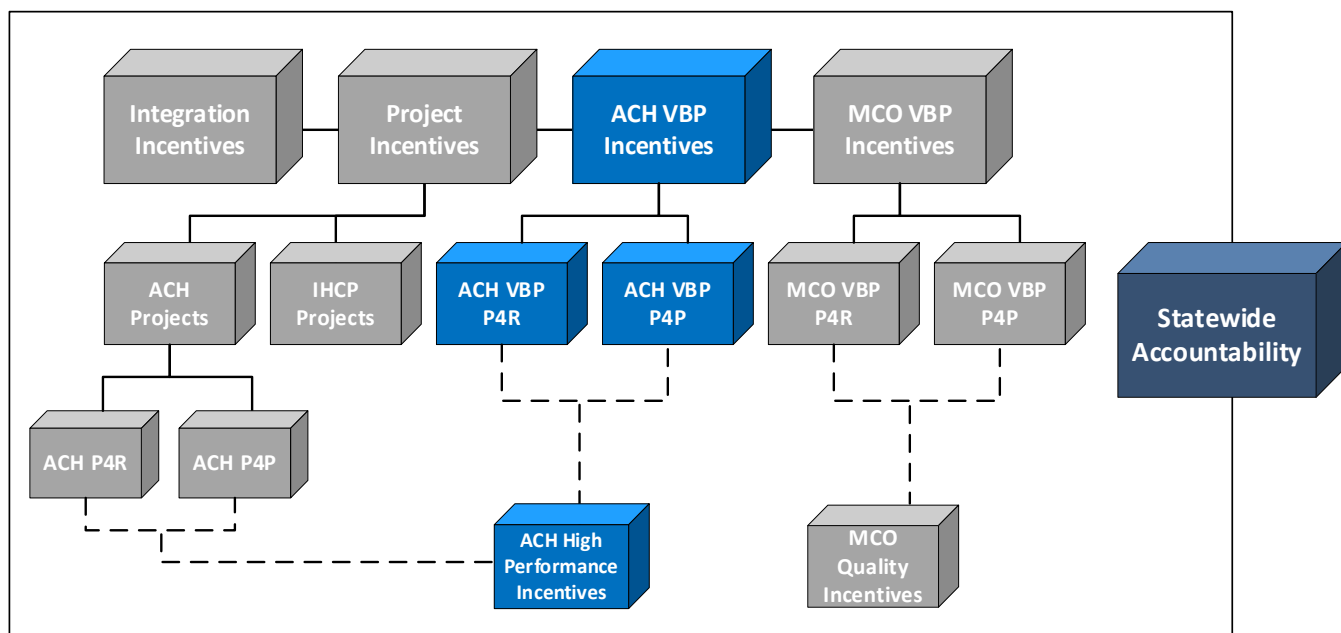 Integration
Incentives
Project
Incentives
ACH VBP
Incentives
MCO VBP
Incentives
ACH
Projects
IHCP
Projects
ACH VBP
P4R
ACH VBP
P4P
MCO VBP
P4R
MCO VBP
P4P
Statewide
Accountability
ACH P4R
ACH P4P
ACH High
Performance
Incentives
MCO
Quality
Incentives